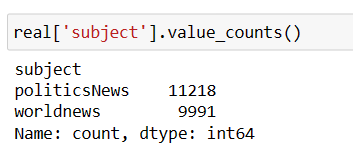 real['subject'].value_counts()
subject
politicsNews    11218
worldnews        9991
Name: count, dtype: int64